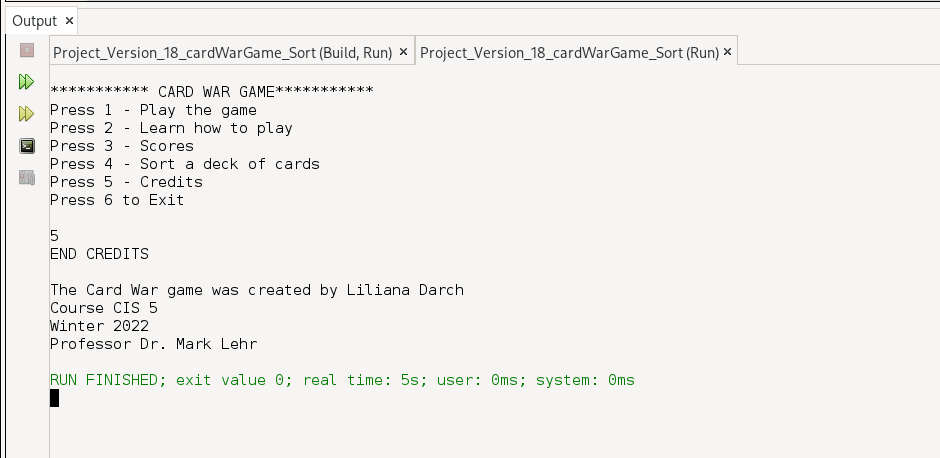 Output ×
Project_Version_18_cardWarGame_Sort (Build, Run) × Project_Version_18_cardWarGame_Sort (Run) ×
*********** CARD WAR GAME***********
Press 1 - Play the game
Press 2 - Learn how to play
Press 3 - Scores
Press 4 - Sort a deck of cards
Press 5 - Credits
Press 6 to Exit
5
END CREDITS
The Card War game was created by Liliana Darch
Course CIS 5
Winter 2022
Professor Dr. Mark Lehr
RUN FINISHED; exit value 0; real time: 5s; user: 0ms; system: 0ms